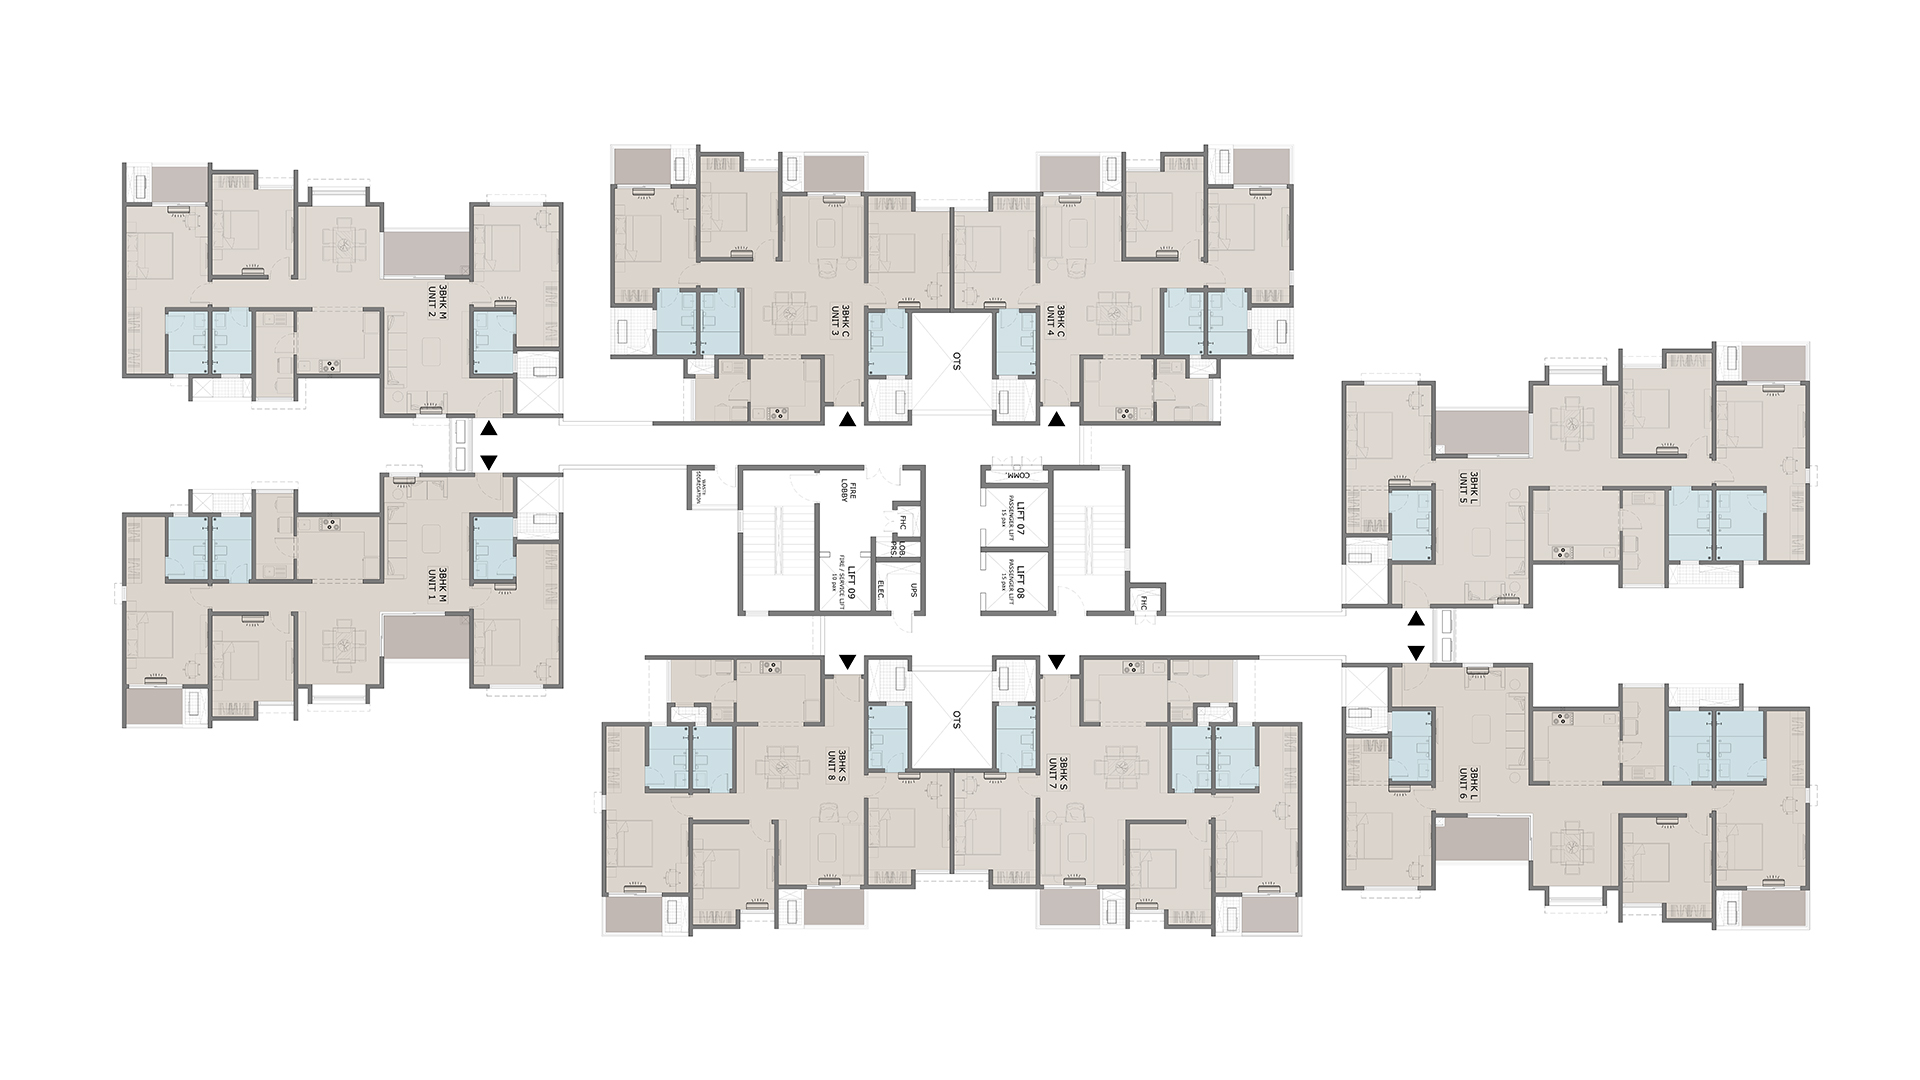 3BHK M
UNIT 2
3BHK C
UNIT 3
OTS
3BHK C
UNIT 4
3BHK M
UNIT 1
WASTE
SEGREGATION
FIRE
LOBBY
FHC
LOB.
PRS.
LIFT 09
FIRE / SERVICE LIFT
10 pax
ELEC.
UPS
COMM.
LIFT 07
PASSENGER LIFT
15 pax
LIFT 08
PASSENGER LIFT
15 pax
FHC
3BHK L
UNIT 5
3BHK S
UNIT 8
OTS
3BHK S
UNIT 7
3BHK L
UNIT 6